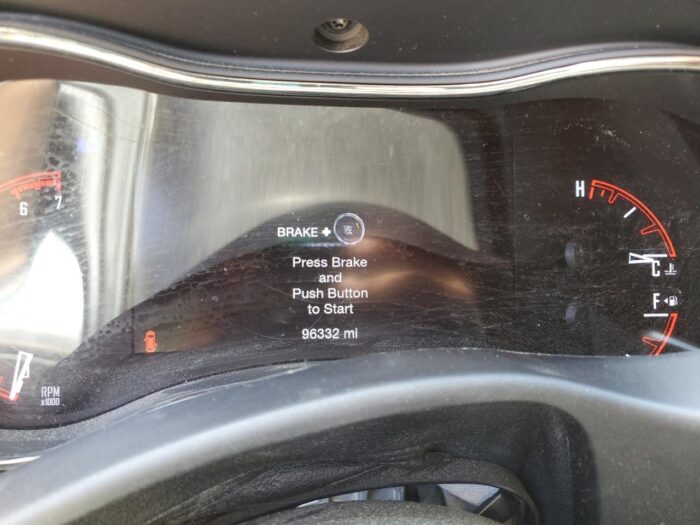 H
6 7
BRAKE +
Press Brake
and
Push Button
to Start
C
F
96332 mi
RPM
x1000